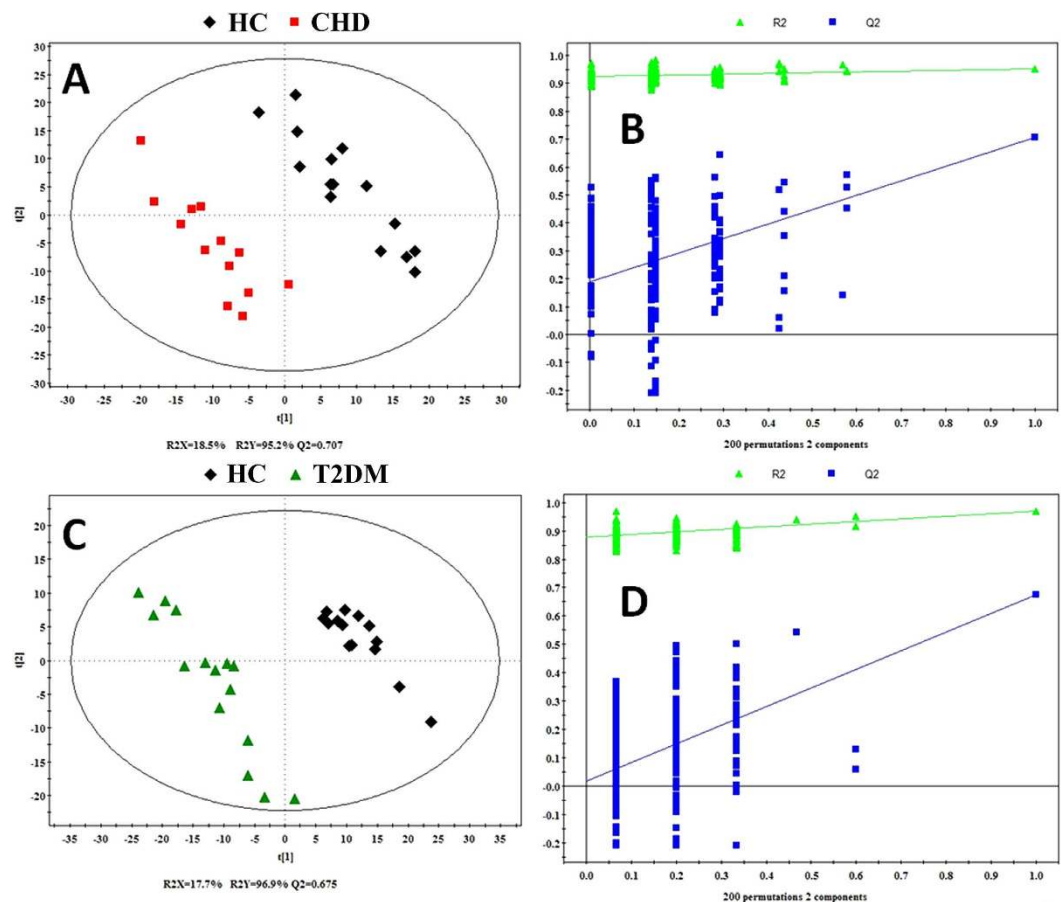 HC CHD
R2 Q2
A
B
30
25
20
15
10
5
0
-5
-10
-15
-20
-25
-30
t[2]
-30 -25 -20 -15 -10 -5 0 5 10 15 20 25 30
t[1]
R2X=18.5% R2Y=95.2% Q2=0.707
1.0
0.9
0.8
0.7
0.6
0.5
0.4
0.3
0.2
0.1
-0.0
-0.1
-0.2
0.0 0.1 0.2 0.3 0.4 0.5 0.6 0.7 0.8 0.9 1.0
200 permutations 2 components
HC T2DM
R2 Q2
C
D
20
15
10
5
0
-5
-10
-15
-20
t[2]
-35 -30 -25 -20 -15 -10 -5 0 5 10 15 20 25 30 35
t[1]
R2X=17.7% R2Y=96.9% Q2=0.675
1.0
0.9
0.8
0.7
0.6
0.5
0.4
0.3
0.2
0.1
-0.0
-0.1
-0.2
0.0 0.1 0.2 0.3 0.4 0.5 0.6 0.7 0.8 0.9 1.0
200 permutations 2 components